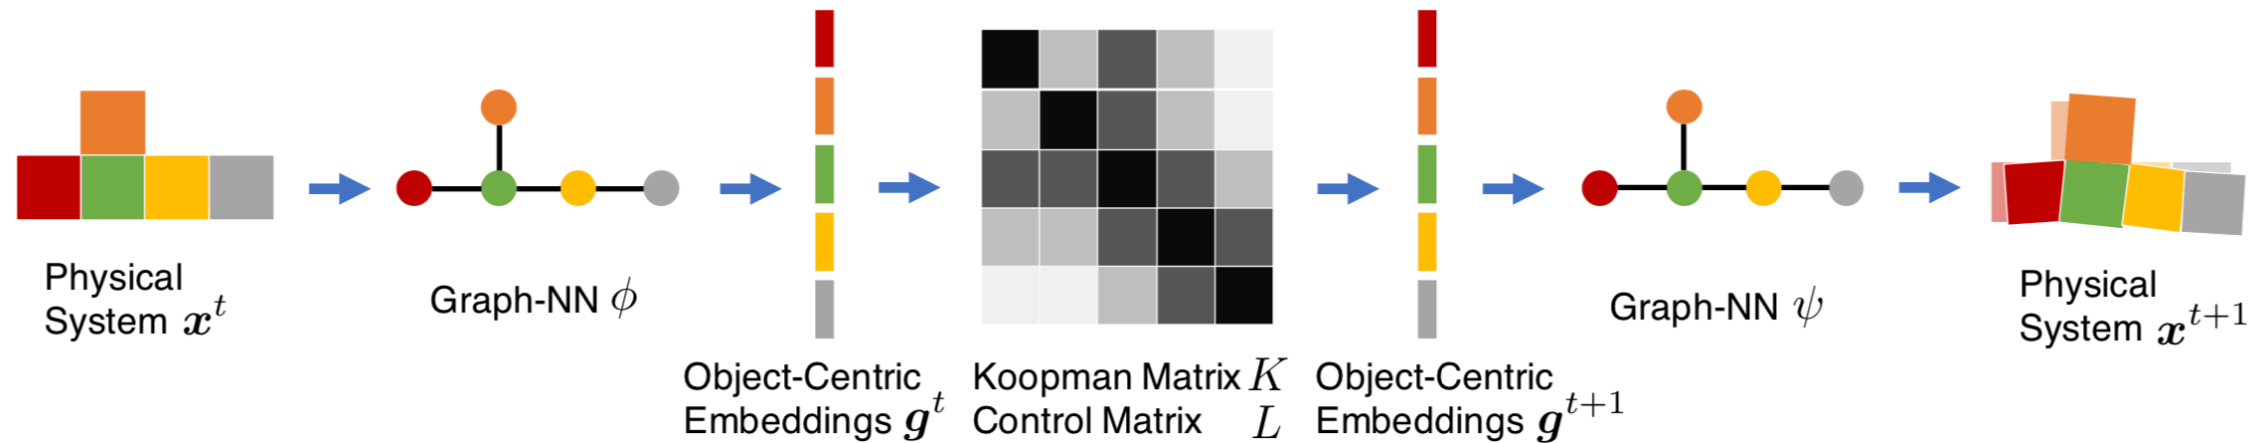 Physical
System x^t
Graph-NN ϕ
Object-Centric
Embeddings g^t
Koopman Matrix K
Control Matrix L
Object-Centric
Embeddings g^{t+1}
Graph-NN ψ
Physical
System x^{t+1}